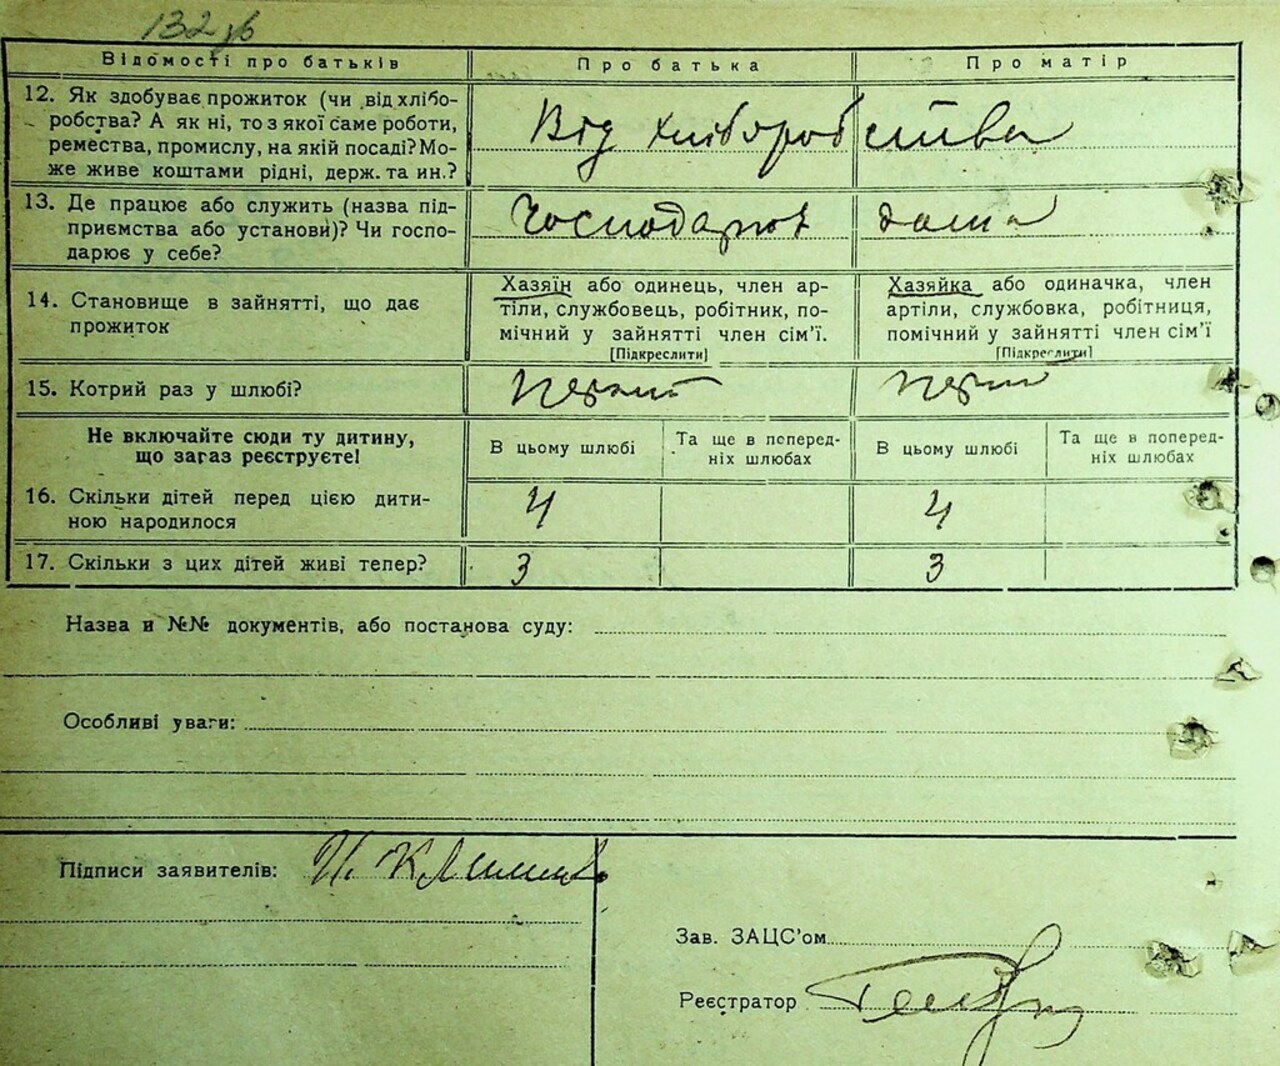 132 зв
Відомості про батьків Про батька Про матір
12. Як здобуває прожиток (чи від хлібо-
робства? А як ні, то з якої саме роботи,
ремества, промислу, на якій посаді? Мо-
же живе коштами рідні, держ. та ин.?
Від хліборобства
13. Де працює або служить (назва під-
приємства або установи)? Чи госпо-
дарює у себе?
дома
14. Становище в зайнятті, що дає
прожиток
Хазяїн або одинець, член ар-
тіли, службовець, робітник, по-
мічний у зайнятті член сім'ї.
[Підкреслити]
Хазяйка або одиначка, член
артіли, службовка, робітниця,
помічний у зайнятті член сім'ї
[Підкреслити]
15. Котрий раз у шлюбі?
Не включайте сюди ту дитину,
що загаз реєструєте!
В цьому шлюбі
Та ще в поперед-
ніх шлюбах
В цьому шлюбі
Та ще в поперед-
ніх шлюбах
16. Скільки дітей перед цією дити-
ною народилося
4 4
17. Скільки з цих дітей живі тепер? 3 3
Назва и №№ документів, або постанова суду:
Особливі уваги:
Підписи заявителів:
Зав. ЗАЦС'ом
Реєстратор